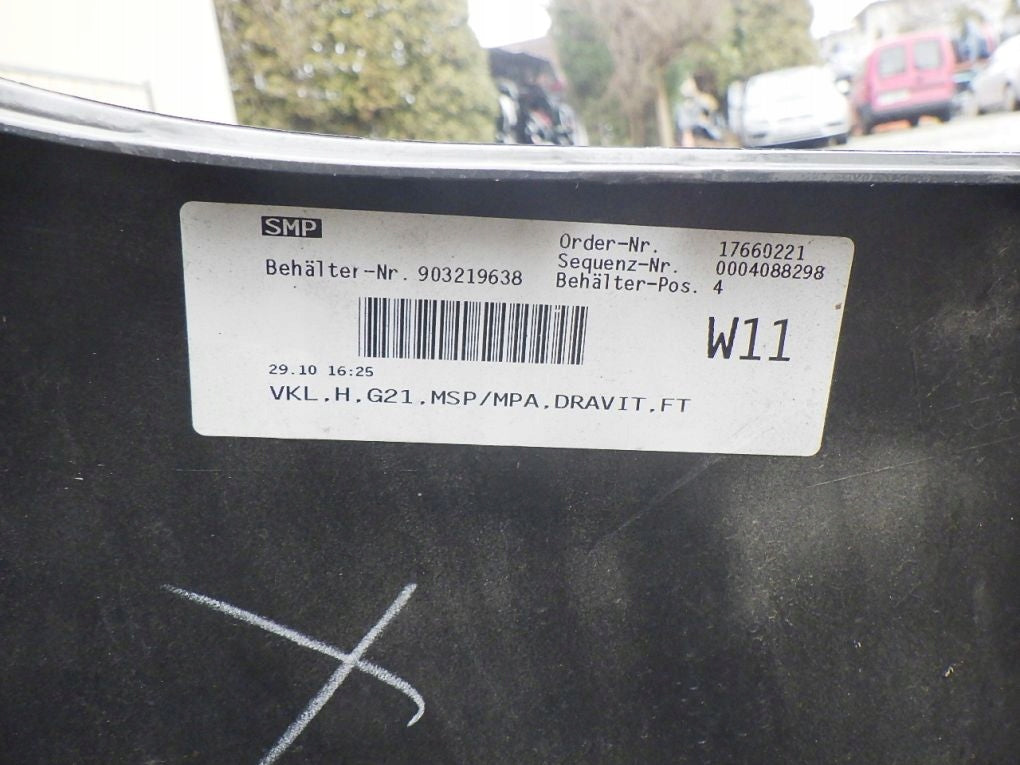 SMP
Order-Nr. 17660221
Sequenz-Nr. 0004088298
Behälter-Nr. 903219638
Behälter-Pos. 4
W11
29.10 16:25
VKL.H.G21.MSP/MPA.DRAVIT.FT